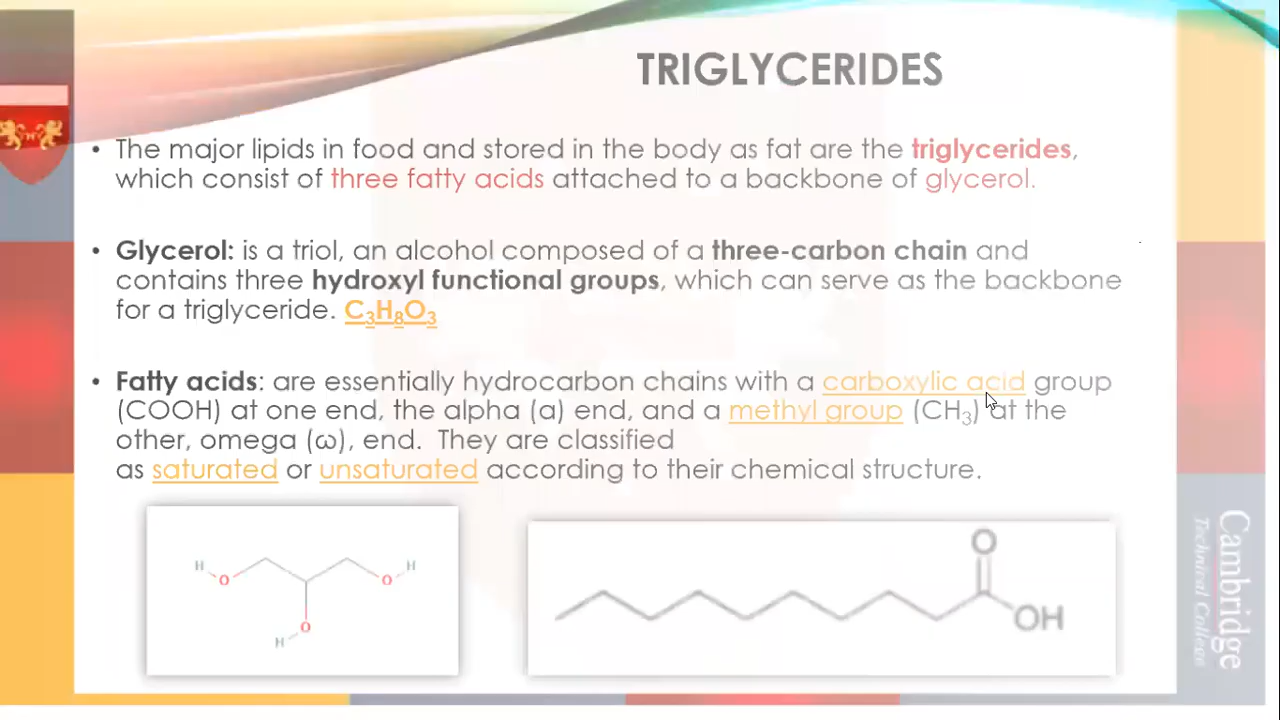 TRIGLYCERIDES
• The major lipids in food and stored in the body as fat are the triglycerides,
which consist of three fatty acids attached to a backbone of glycerol.
• Glycerol: is a triol, an alcohol composed of a three-carbon chain and
contains three hydroxyl functional groups, which can serve as the backbone
for a triglyceride. C₃H₈O₃
• Fatty acids: are essentially hydrocarbon chains with a carboxylic acid group
(COOH) at one end, the alpha (α) end, and a methyl group (CH₃) at the
other, omega (ω), end. They are classified
as saturated or unsaturated according to their chemical structure.
H O O H
H O
O
OH
Cambridge
Technical College